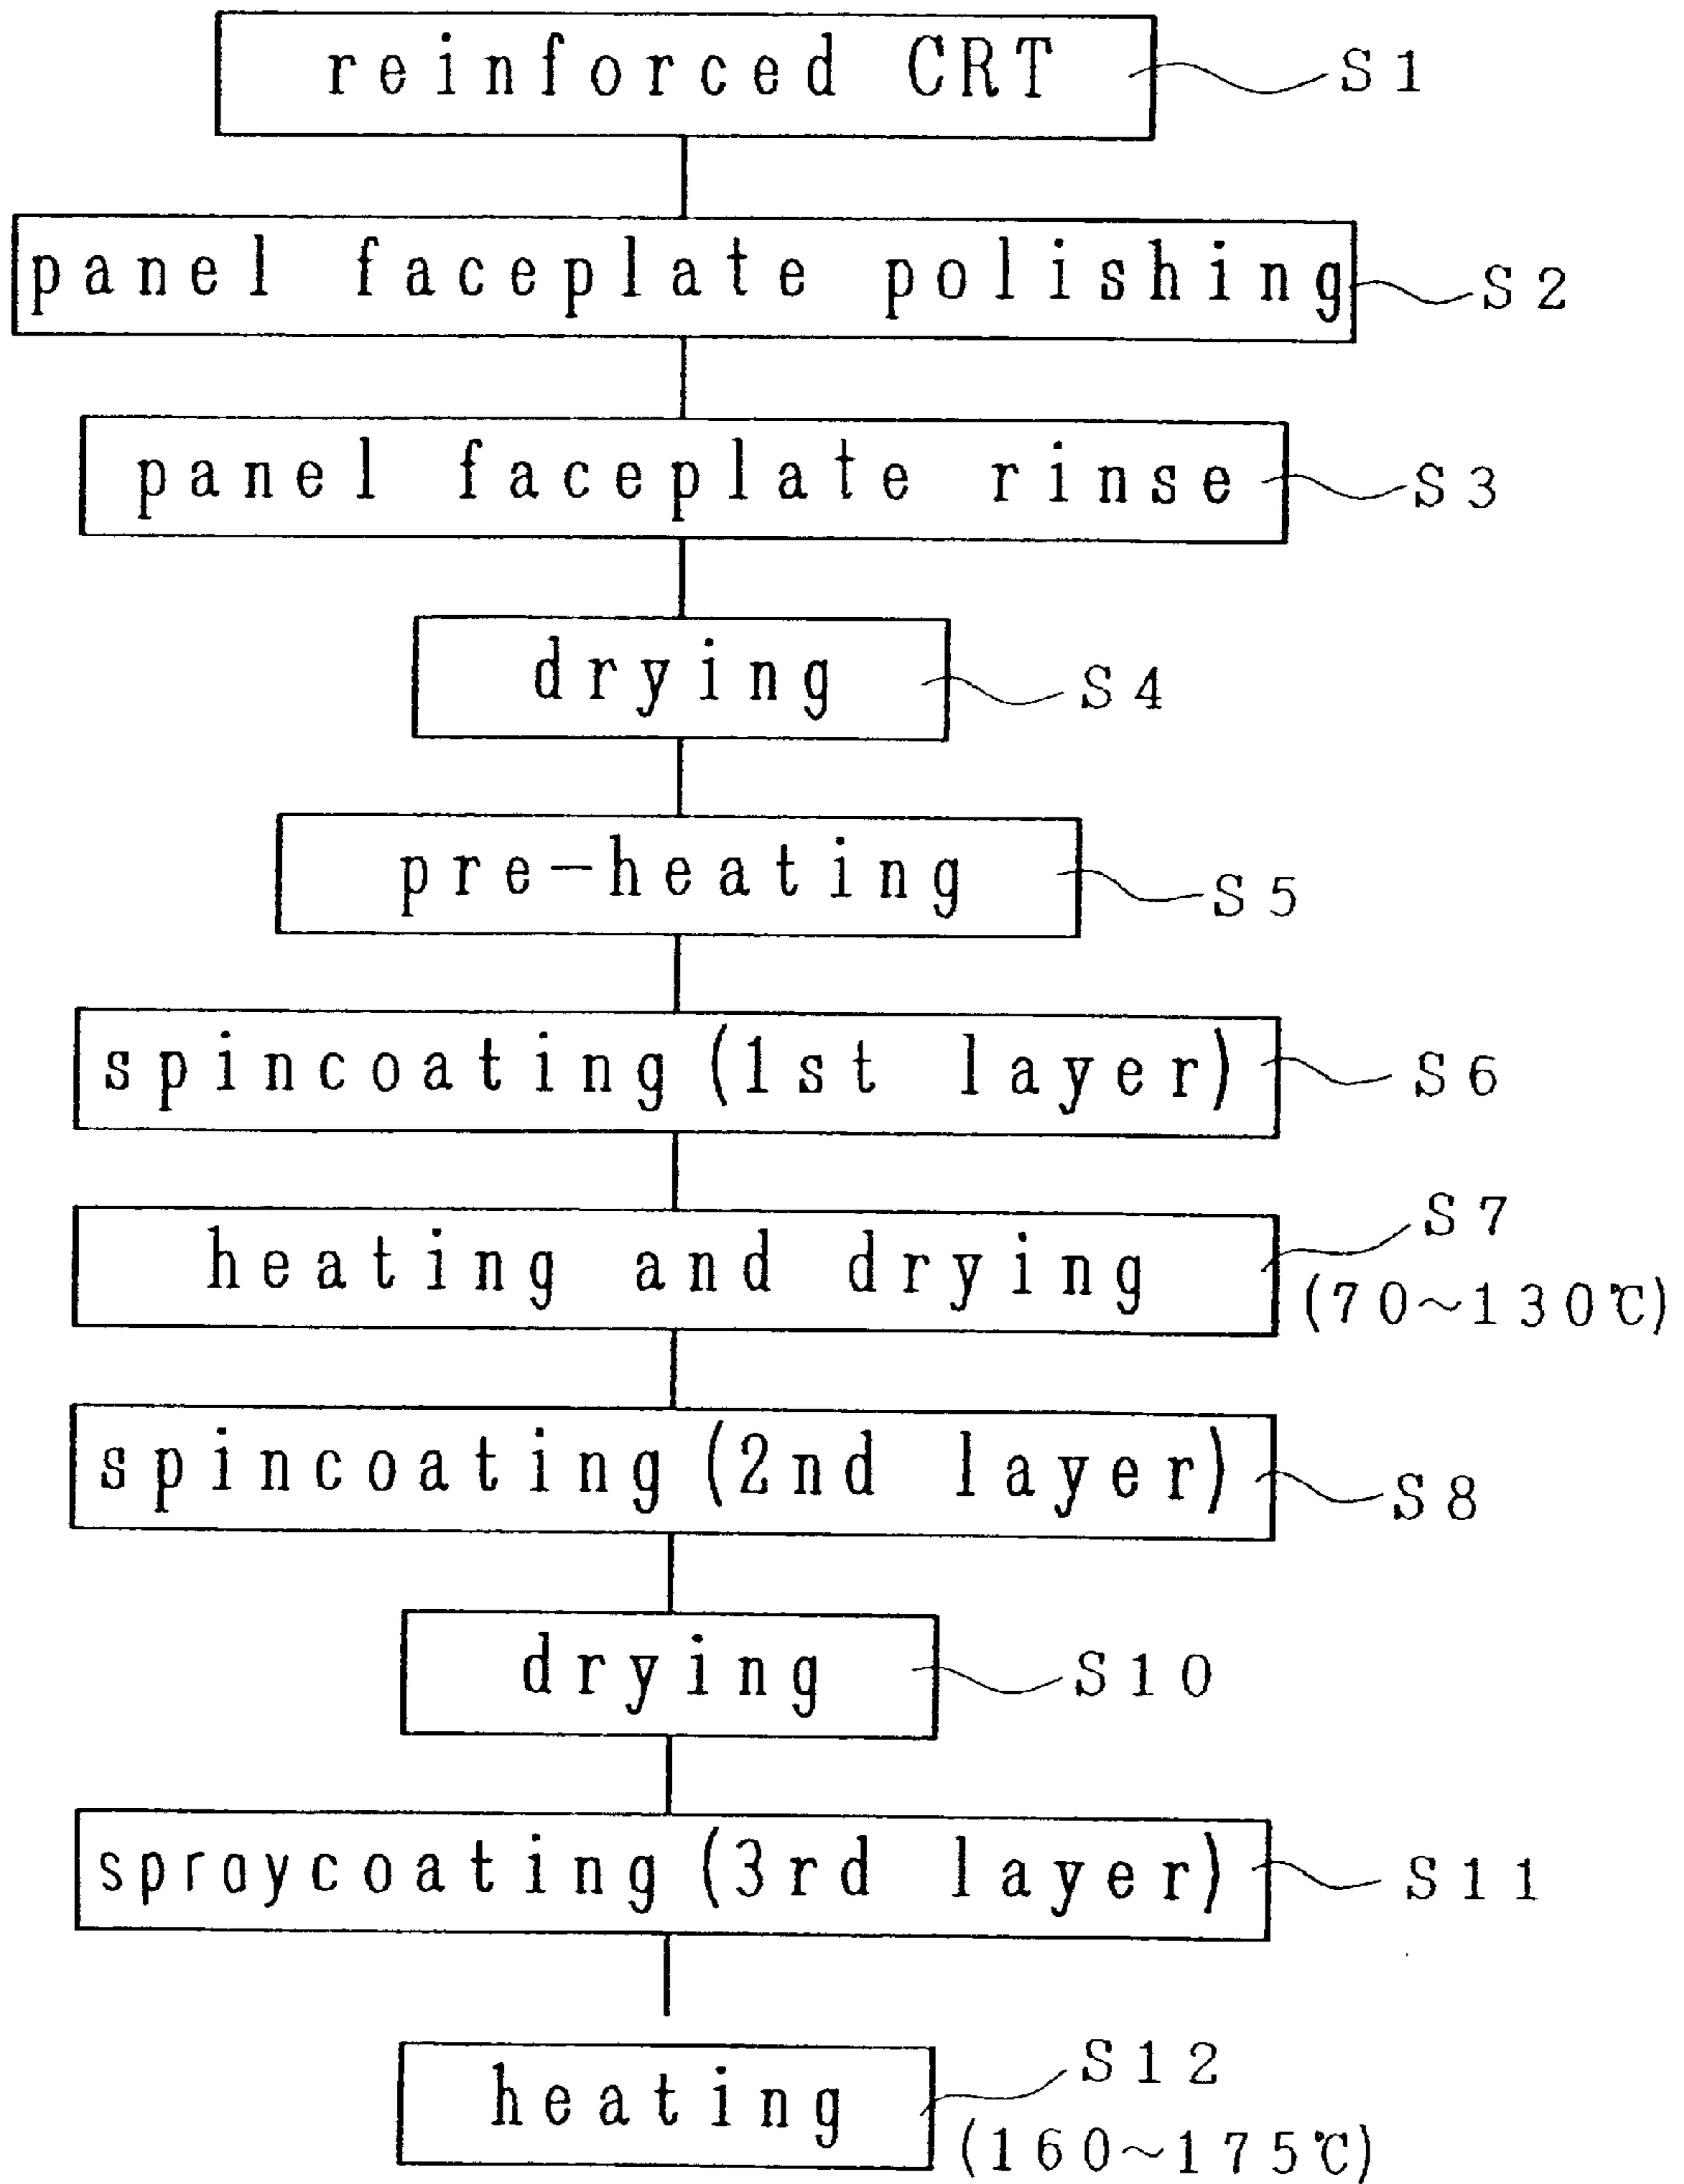 reinforced CRT S1
panel faceplate polishing S2
panel faceplate rinse S3
drying S4
pre-heating S5
spincoating (1st layer) S6
heating and drying S7
(70~130℃)
spincoating (2nd layer) S8
drying S10
spraycoating (3rd layer) S11
heating S12
(160~175℃)